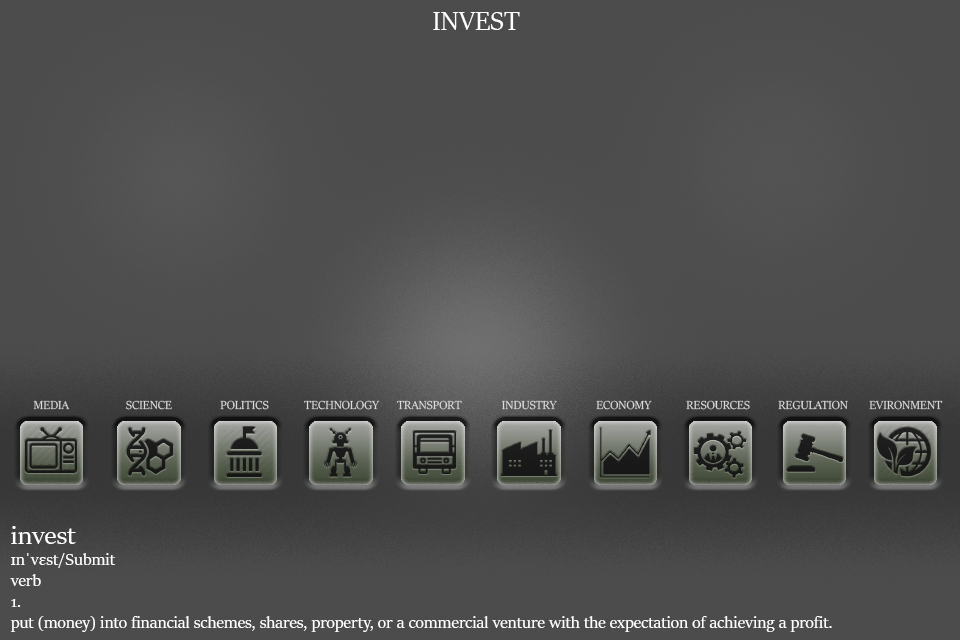 INVEST
MEDIA SCIENCE POLITICS TECHNOLOGY TRANSPORT INDUSTRY ECONOMY RESOURCES REGULATION EVIRONMENT
invest
ɪnˈvɛst/Submit
verb
1.
put (money) into financial schemes, shares, property, or a commercial venture with the expectation of achieving a profit.